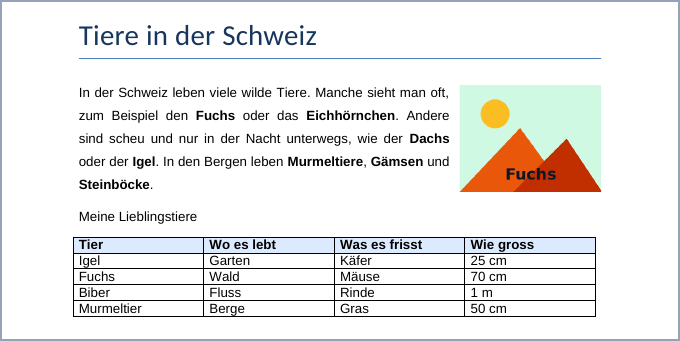 Tiere in der Schweiz
In der Schweiz leben viele wilde Tiere. Manche sieht man oft,
zum Beispiel den Fuchs oder das Eichhörnchen. Andere
sind scheu und nur in der Nacht unterwegs, wie der Dachs
oder der Igel. In den Bergen leben Murmeltiere, Gämsen und
Steinböcke.
Fuchs
Meine Lieblingstiere
Tier Wo es lebt Was es frisst Wie gross
Igel Garten Käfer 25 cm
Fuchs Wald Mäuse 70 cm
Biber Fluss Rinde 1 m
Murmeltier Berge Gras 50 cm